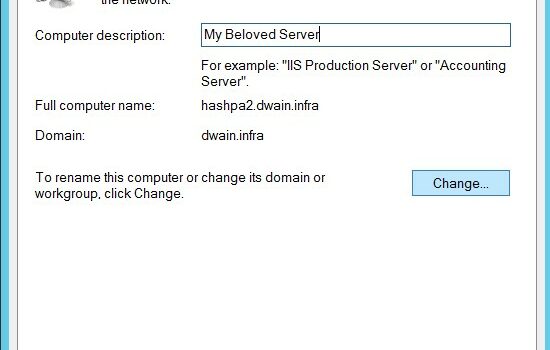 the network.
Computer description:
My Beloved Server
For example: "IIS Production Server" or "Accounting
Server".
Full computer name:
hashpa2.dwain.infra
Domain:
dwain.infra
To rename this computer or change its domain or
workgroup, click Change.
Change...